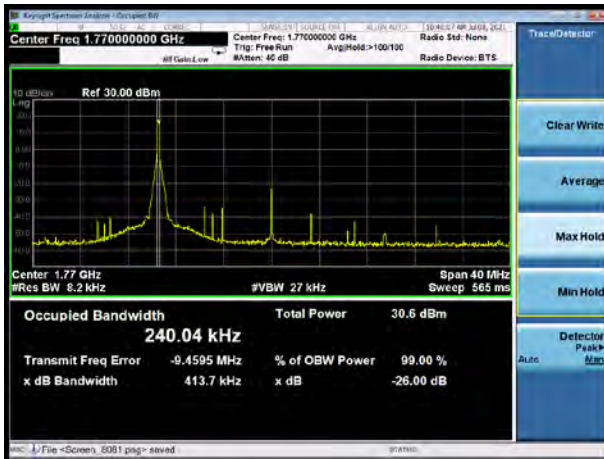 Keysight Spectrum Analyzer - Occupied BW
Center Freq 1.770000000 GHz
Center Freq: 1.770000000 GHz
Trig: Free Run
Avg|Hold:>100/100
#Atten: 40 dB
#IFGain:Low
Radio Std: None
Radio Device: BTS
10 dB/div
Ref 30.00 dBm
Log
Center 1.77 GHz
Span 40 MHz
#Res BW 8.2 kHz
#VBW 27 kHz
Sweep 565 ms
Occupied Bandwidth
240.04 kHz
Total Power
30.6 dBm
Transmit Freq Error
-9.4595 MHz
% of OBW Power
99.00 %
x dB Bandwidth
413.7 kHz
x dB
-26.00 dB
File <Screen_8081.png> saved
STATUS
Trace/Detector
Clear Write
Average
Max Hold
Min Hold
Detector
Peak
Auto
Man